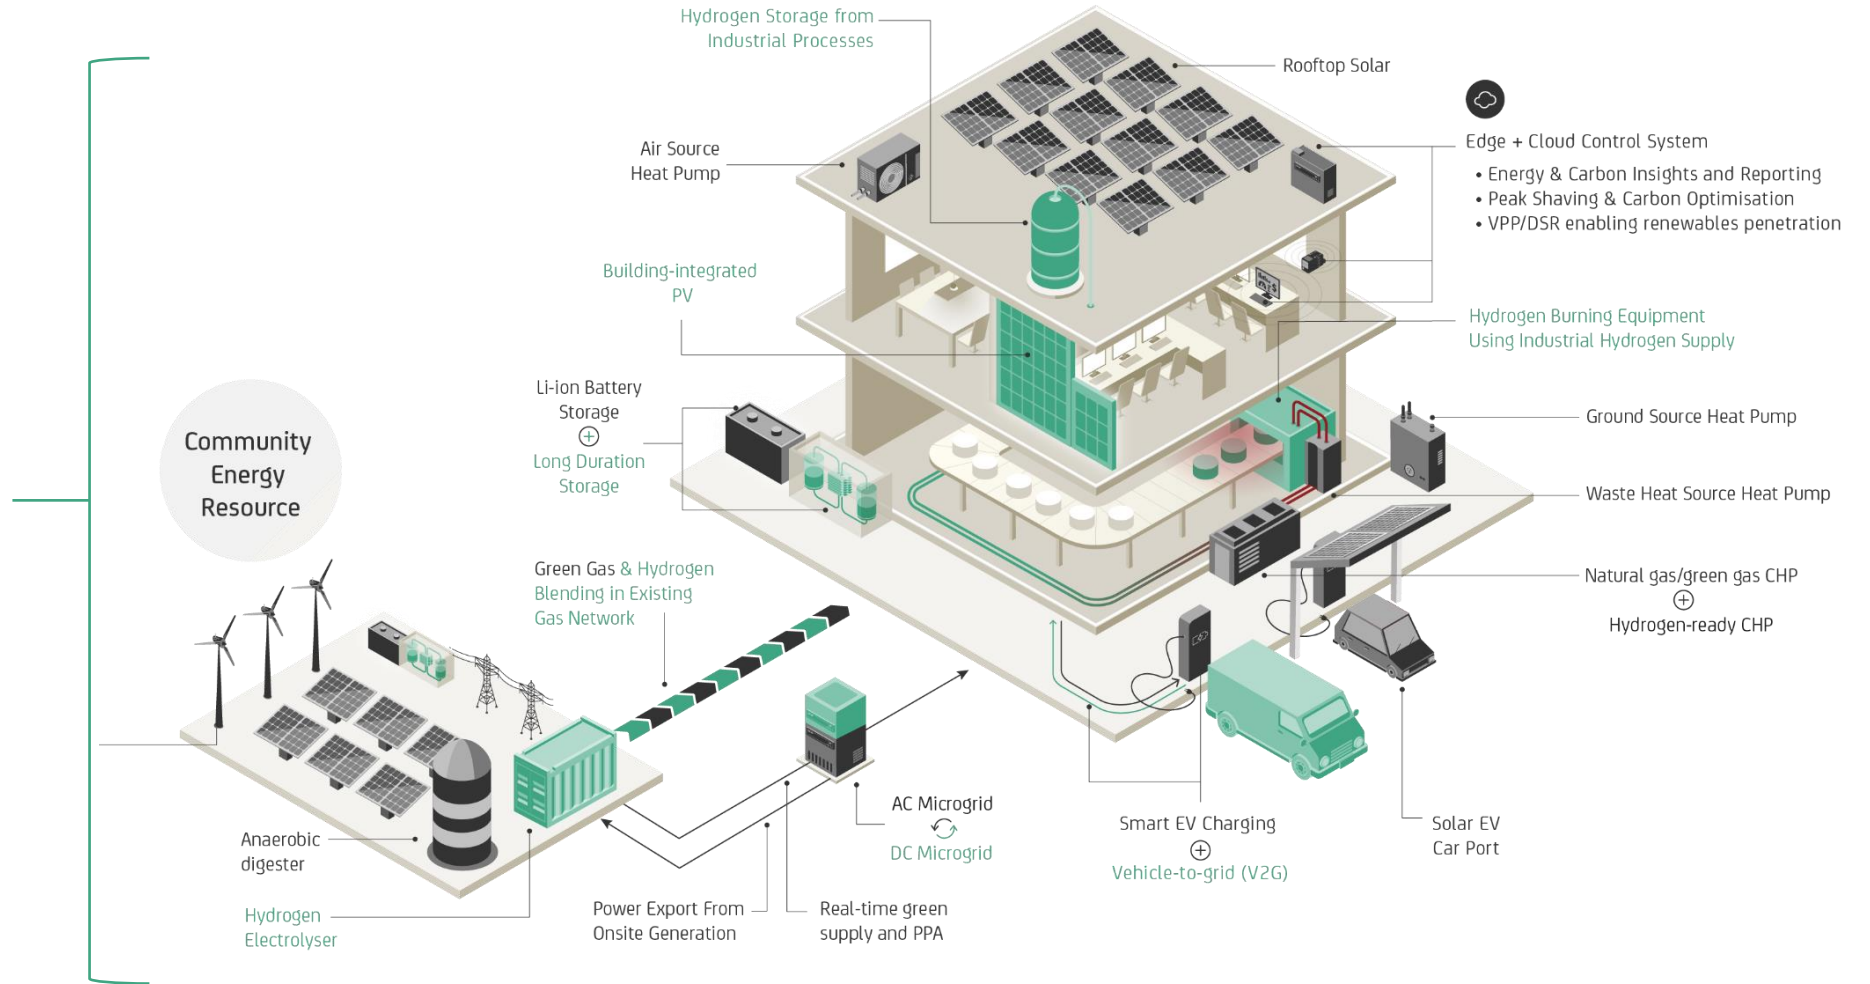 Hydrogen Storage from
Industrial Processes
Rooftop Solar
Air Source
Heat Pump
Edge + Cloud Control System
• Energy & Carbon Insights and Reporting
• Peak Shaving & Carbon Optimisation
• VPP/DSR enabling renewables penetration
Building-integrated
PV
Hydrogen Burning Equipment
Using Industrial Hydrogen Supply
Li-ion Battery
Storage
Long Duration
Storage
Ground Source Heat Pump
Community
Energy
Resource
Waste Heat Source Heat Pump
Green Gas & Hydrogen
Blending in Existing
Gas Network
Natural gas/green gas CHP
Hydrogen-ready CHP
Anaerobic
digester
AC Microgrid
DC Microgrid
Smart EV Charging
Vehicle-to-grid (V2G)
Solar EV
Car Port
Hydrogen
Electrolyser
Power Export From
Onsite Generation
Real-time green
supply and PPA